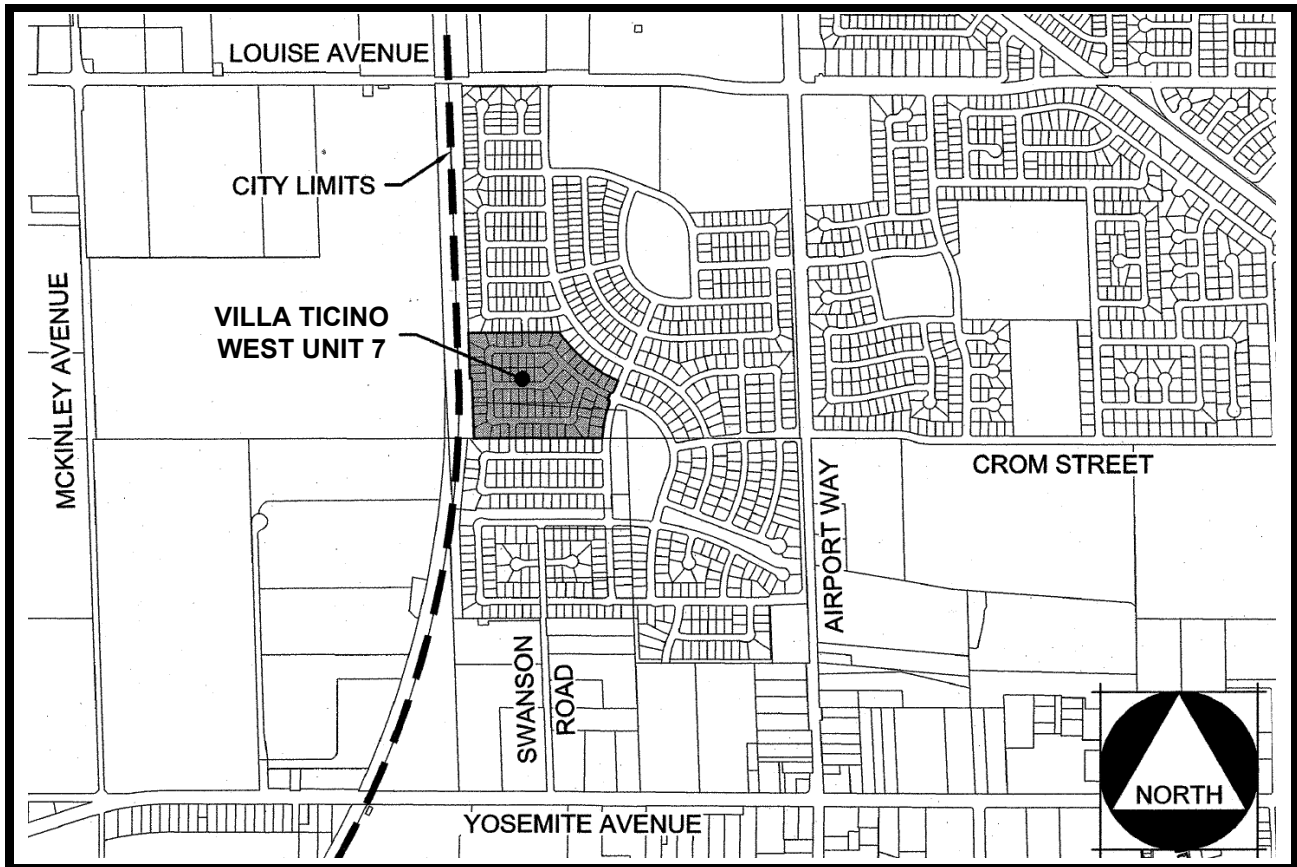 LOUISE AVENUE
CITY LIMITS
MCKINLEY AVENUE
VILLA TICINO
WEST UNIT 7
CROM STREET
AIRPORT WAY
SWANSON
ROAD
YOSEMITE AVENUE
NORTH